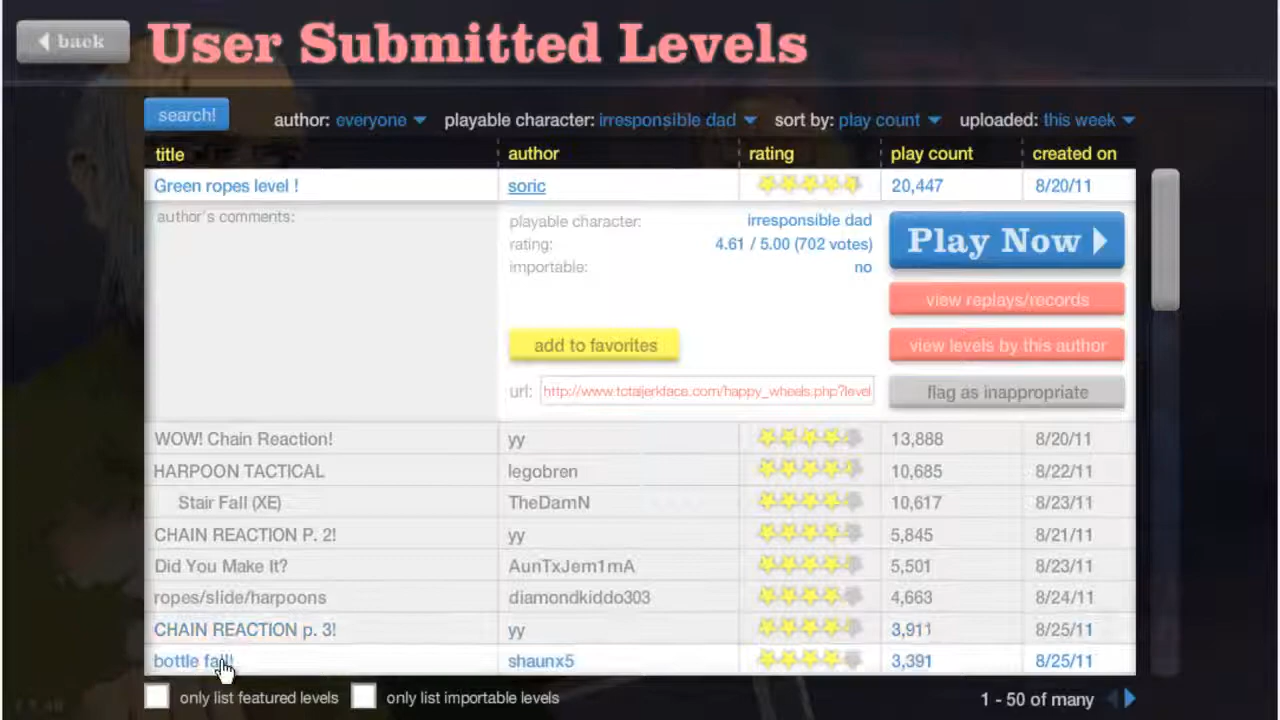 back
User Submitted Levels
search!
author: everyone playable character: irresponsible dad sort by: play count uploaded: this week
title author rating play count created on
Green ropes level ! soric 20,447 8/20/11
author's comments:
playable character: irresponsible dad
rating: 4.61 / 5.00 (702 votes)
importable: no
Play Now
view replays/records
add to favorites
view levels by this author
url: http://www.totaljerkface.com/happy_wheels.php?level
flag as inappropriate
WOW! Chain Reaction! yy 13,888 8/20/11
HARPOON TACTICAL legobren 10,685 8/22/11
Stair Fall (XE) TheDamN 10,617 8/23/11
CHAIN REACTION P. 2! yy 5,845 8/21/11
Did You Make It? AunTxJem1mA 5,501 8/23/11
ropes/slide/harpoons diamondkiddo303 4,663 8/24/11
CHAIN REACTION p. 3! yy 3,911 8/25/11
bottle shaunx5 3,391 8/25/11
only list featured levels only list importable levels 1 - 50 of many